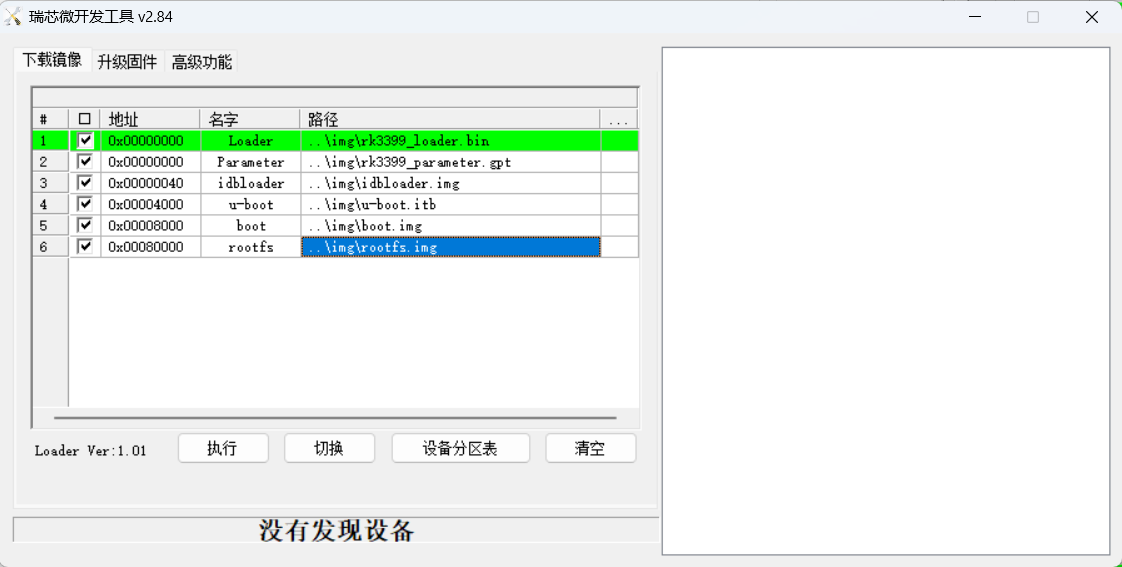 瑞芯微开发工具 v2.84
下载镜像 升级固件 高级功能
# 地址 名字 路径 ...
1 0x00000000 Loader ..\img\rk3399_loader.bin
2 0x00000000 Parameter ..\img\rk3399_parameter.gpt
3 0x00000040 idbloader ..\img\idbloader.img
4 0x00004000 u-boot ..\img\u-boot.itb
5 0x00008000 boot ..\img\boot.img
6 0x00080000 rootfs ..\img\rootfs.img
Loader Ver:1.01 执行 切换 设备分区表 清空
没有发现设备